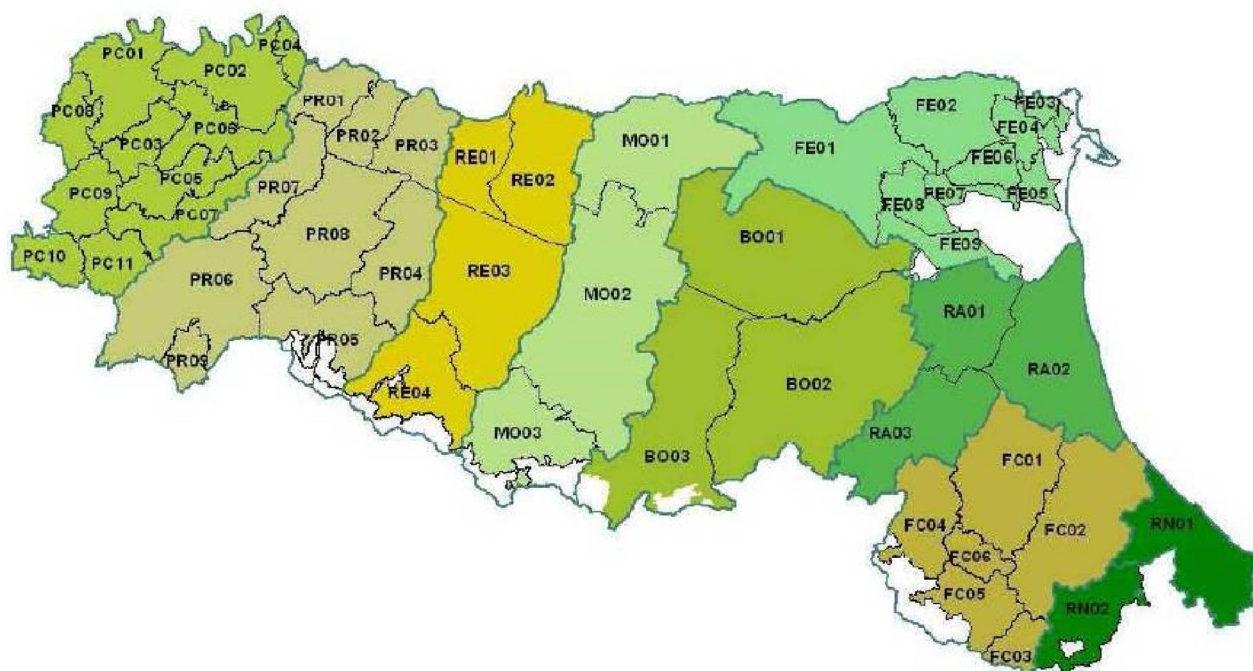 PC01
PC02
PC04
PC08
PC03
PC06
PC09
PC05
PC07
PC10
PC11
PR01
PR02
PR03
PR07
PR08
PR04
PR06
PR05
PR09
RE01
RE02
RE03
RE04
MO01
MO02
MO03
BO01
BO02
BO03
FE01
FE02
FE03
FE04
FE06
FE07
FE05
FE08
FE09
RA01
RA02
RA03
FC01
FC02
FC04
FC06
FC05
FC03
RN01
RN02